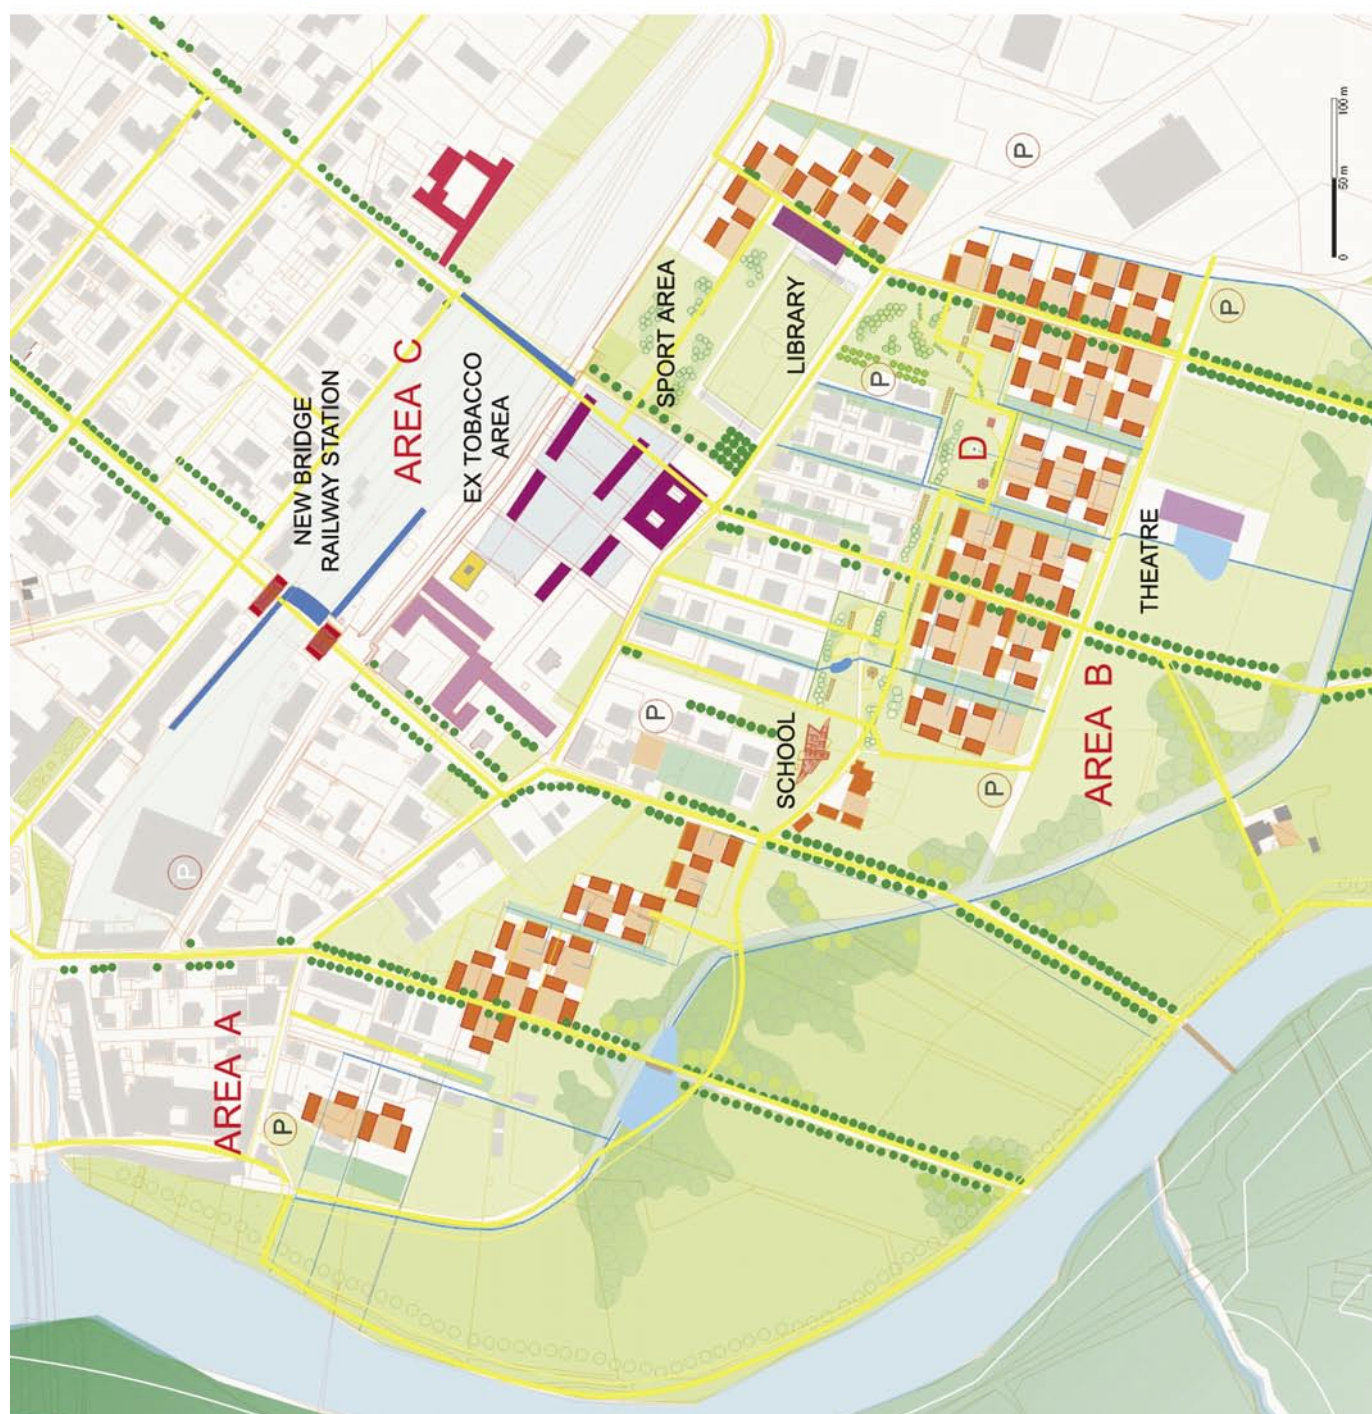 AREA A
P
P
NEW BRIDGE
RAILWAY STATION
AREA C
EX TOBACCO
AREA
SPORT AREA
LIBRARY
P
P
SCHOOL
D
P
AREA B
THEATRE
P
P
0 50 m 100 m